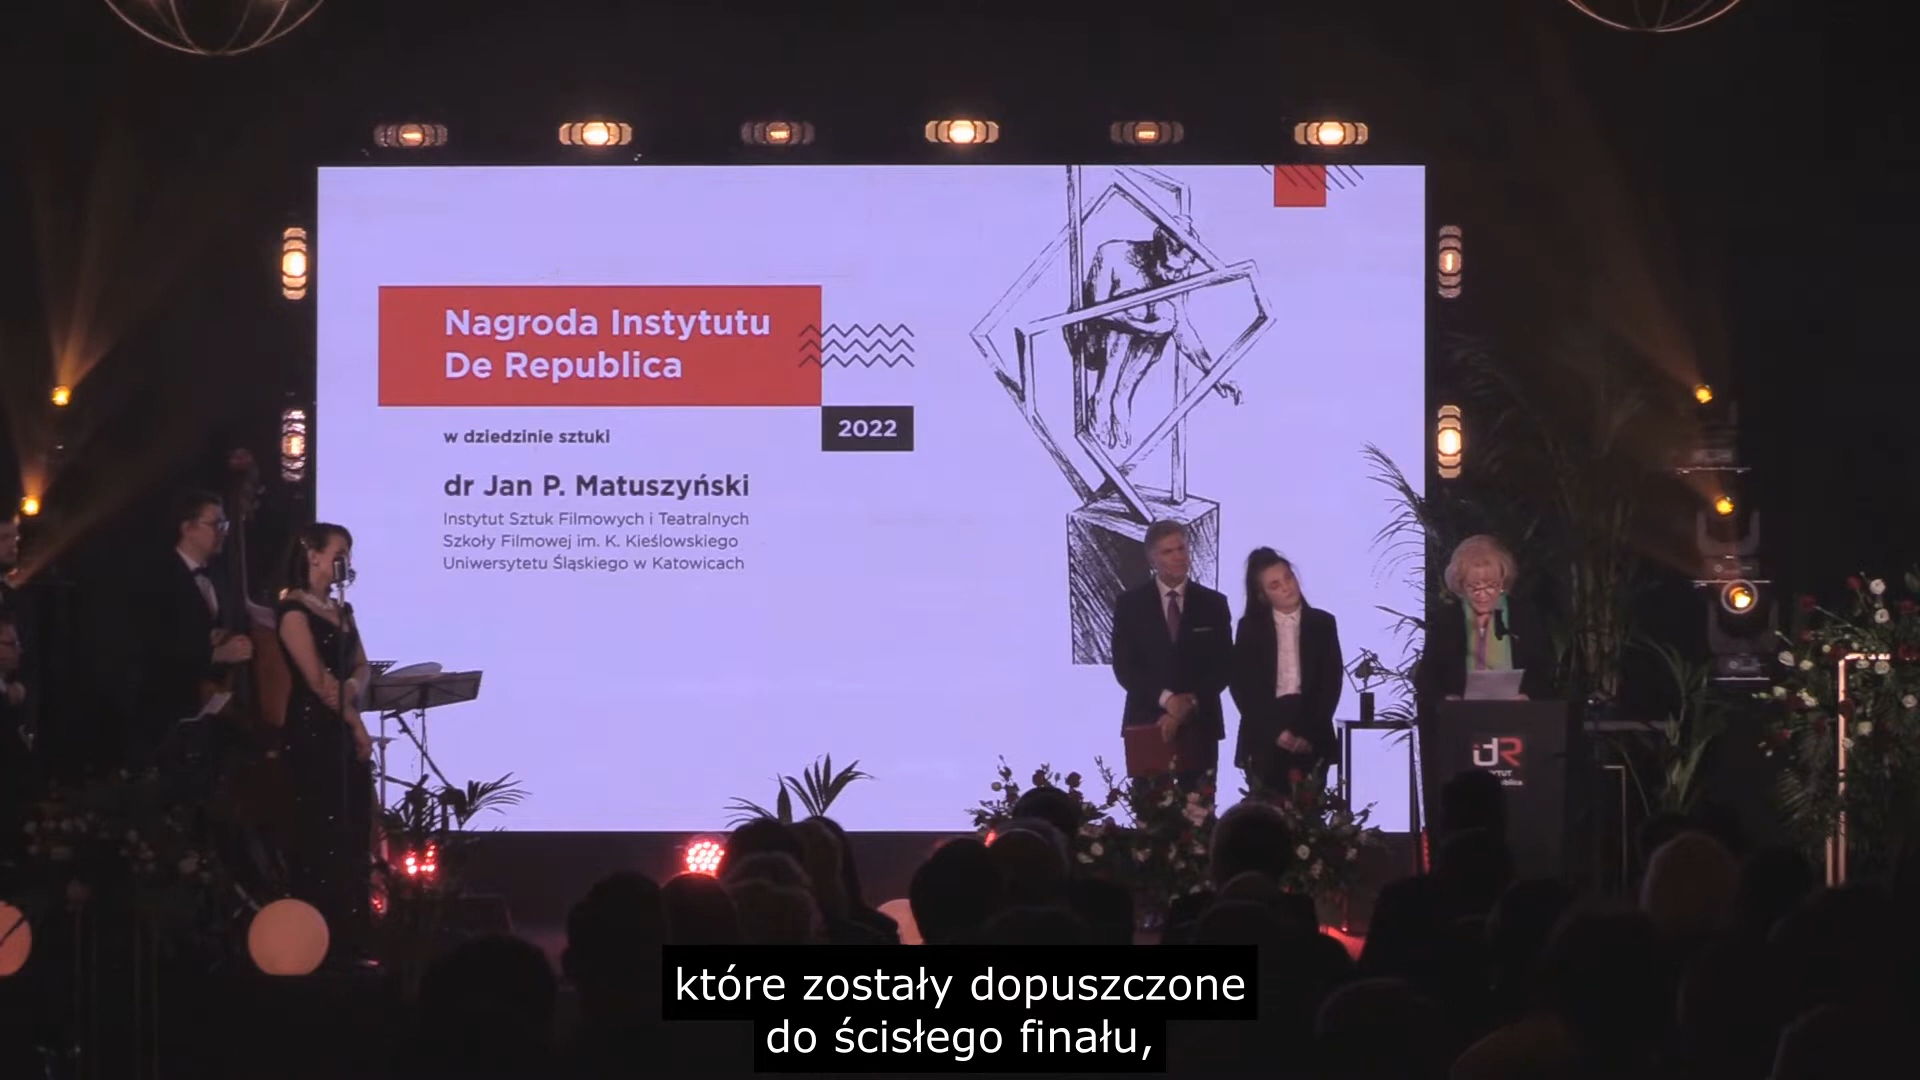 Nagroda Instytutu
De Republica
2022
w dziedzinie sztuki
dr Jan P. Matuszyński
Instytut Sztuk Filmowych i Teatralnych
Szkoły Filmowej im. K. Kieślowskiego
Uniwersytetu Śląskiego w Katowicach
idR
które zostały dopuszczone
do ścisłego finału,